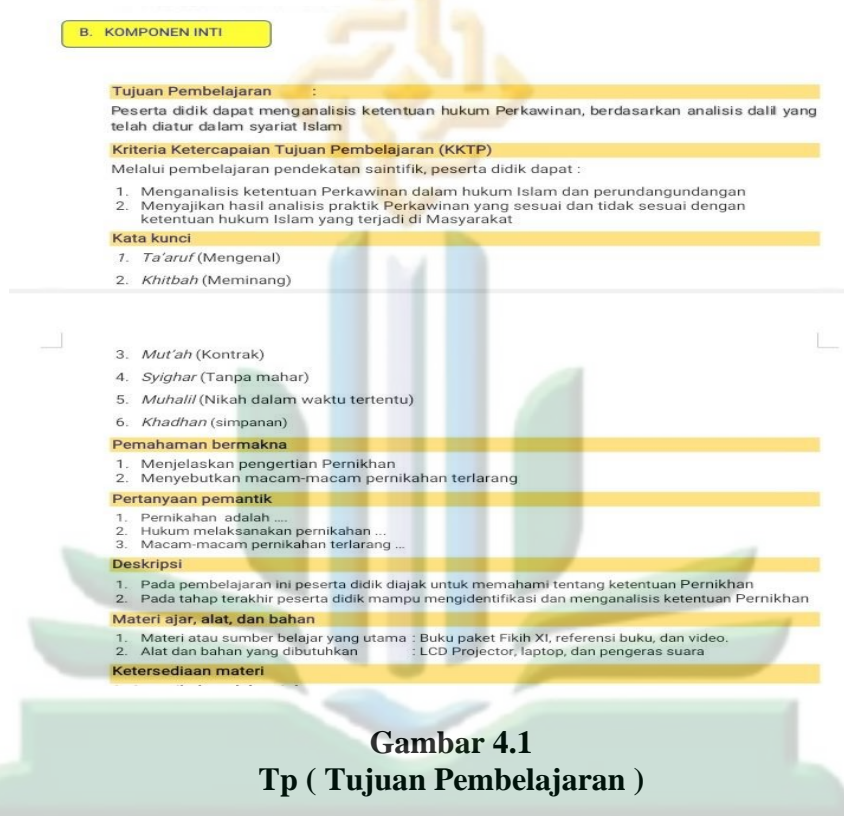 B. KOMPONEN INTI
Tujuan Pembelajaran :
Peserta didik dapat menganalisis ketentuan hukum Perkawinan, berdasarkan analisis dalil yang
telah diatur dalam syariat Islam
Kriteria Ketercapaian Tujuan Pembelajaran (KKTP)
Melalui pembelajaran pendekatan saintifik, peserta didik dapat :
1. Menganalisis ketentuan Perkawinan dalam hukum Islam dan perundangundangan
2. Menyajikan hasil analisis praktik Perkawinan yang sesuai dan tidak sesuai dengan
ketentuan hukum Islam yang terjadi di Masyarakat
Kata kunci
1. Ta'aruf (Mengenal)
2. Khitbah (Meminang)
3. Mut'ah (Kontrak)
4. Syighar (Tanpa mahar)
5. Muhalil (Nikah dalam waktu tertentu)
6. Khadhan (simpanan)
Pemahaman bermakna
1. Menjelaskan pengertian Pernikhan
2. Menyebutkan macam-macam pernikahan terlarang
Pertanyaan pemantik
1. Pernikahan adalah ....
2. Hukum melaksanakan pernikahan ...
3. Macam-macam pernikahan terlarang ...
Deskripsi
1. Pada pembelajaran ini peserta didik diajak untuk memahami tentang ketentuan Pernikhan
2. Pada tahap terakhir peserta didik mampu mengidentifikasi dan menganalisis ketentuan Pernikhan
Materi ajar, alat, dan bahan
1. Materi atau sumber belajar yang utama : Buku paket Fikih XI, referensi buku, dan video.
2. Alat dan bahan yang dibutuhkan : LCD Projector, laptop, dan pengeras suara
Ketersediaan materi
Gambar 4.1
Tp ( Tujuan Pembelajaran )